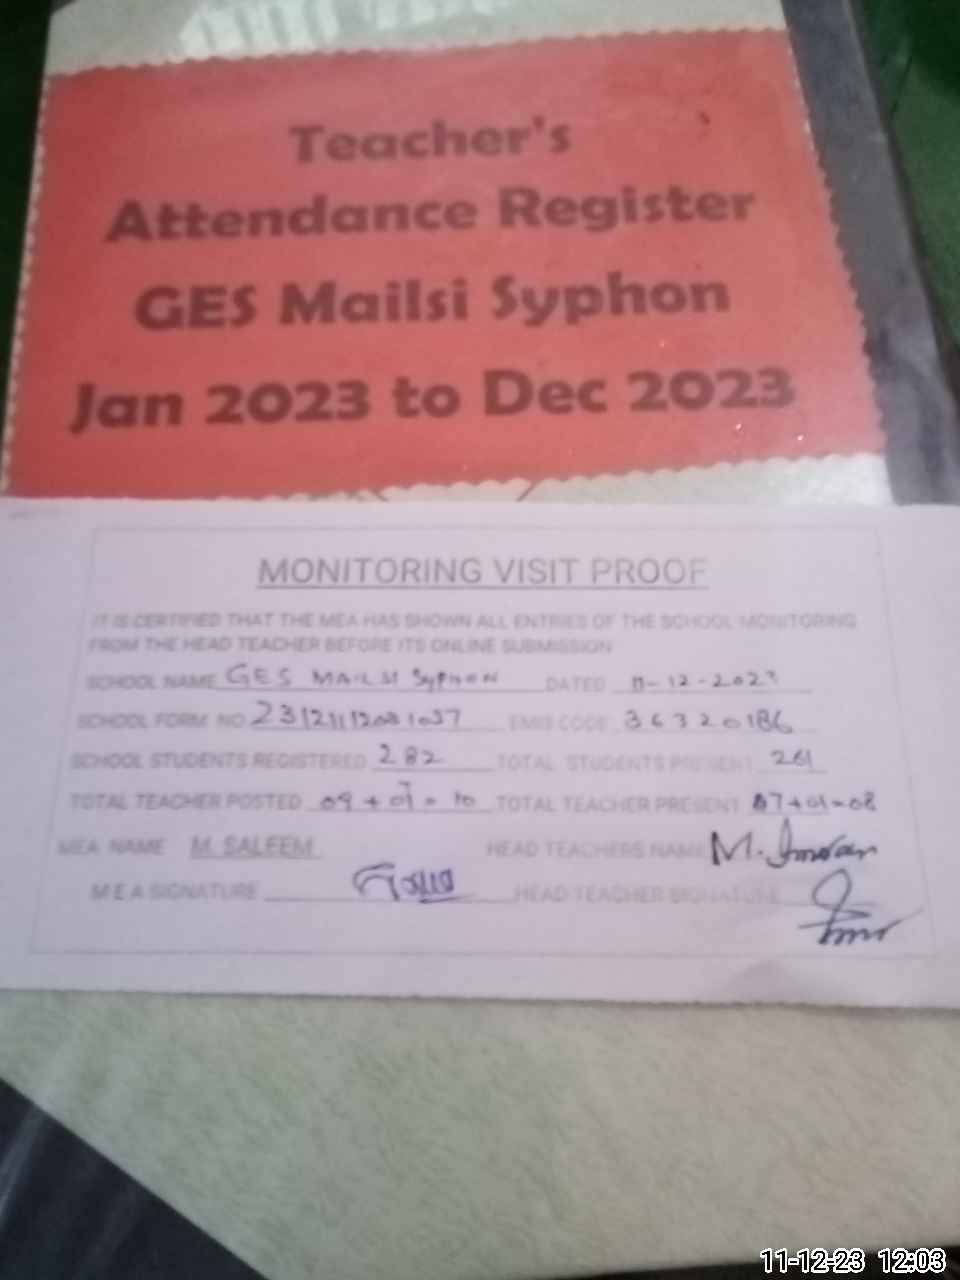 Teacher's
Attendance Register
GES Mailsi Syphon
Jan 2023 to Dec 2023
MONITORING VISIT PROOF
IT IS CERTIFIED THAT THE MEA HAS SHOWN ALL ENTRIES OF THE SCHOOL MONITORING
FROM THE HEAD TEACHER BEFORE ITS ONLINE SUBMISSION
SCHOOL NAME GES MAILSI SYPHON DATED 11-12-2023
SCHOOL FORM NO EMIS CODE 36320186
SCHOOL STUDENTS REGISTERED 282 TOTAL STUDENTS PRESENT 261
TOTAL TEACHER POSTED 09+01=10 TOTAL TEACHER PRESENT 07+01=08
MEA NAME M SALEEM HEAD TEACHERS NAME M. Imran
M E A SIGNATURE HEAD TEACHER SIGNATURE
11-12-23 12:03